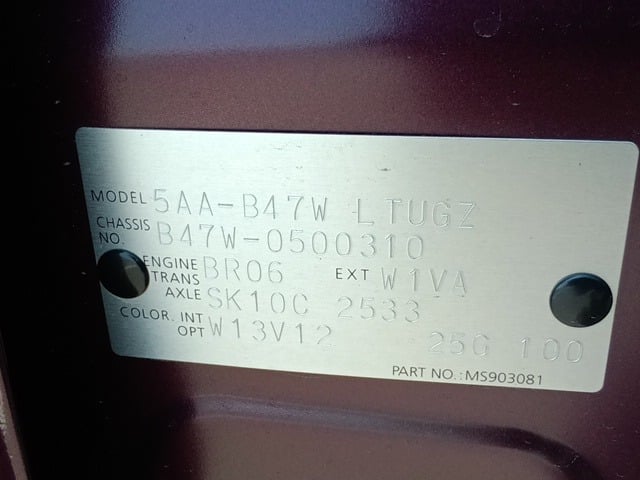 MODEL 5AA-B47W LTUGZ
CHASSIS NO. B47W-0500310
ENGINE BR06 EXT W1VA
TRANS AXLE SK10C 2533
COLOR. INT OPT W13V12 25G 100
PART NO.:MS903081